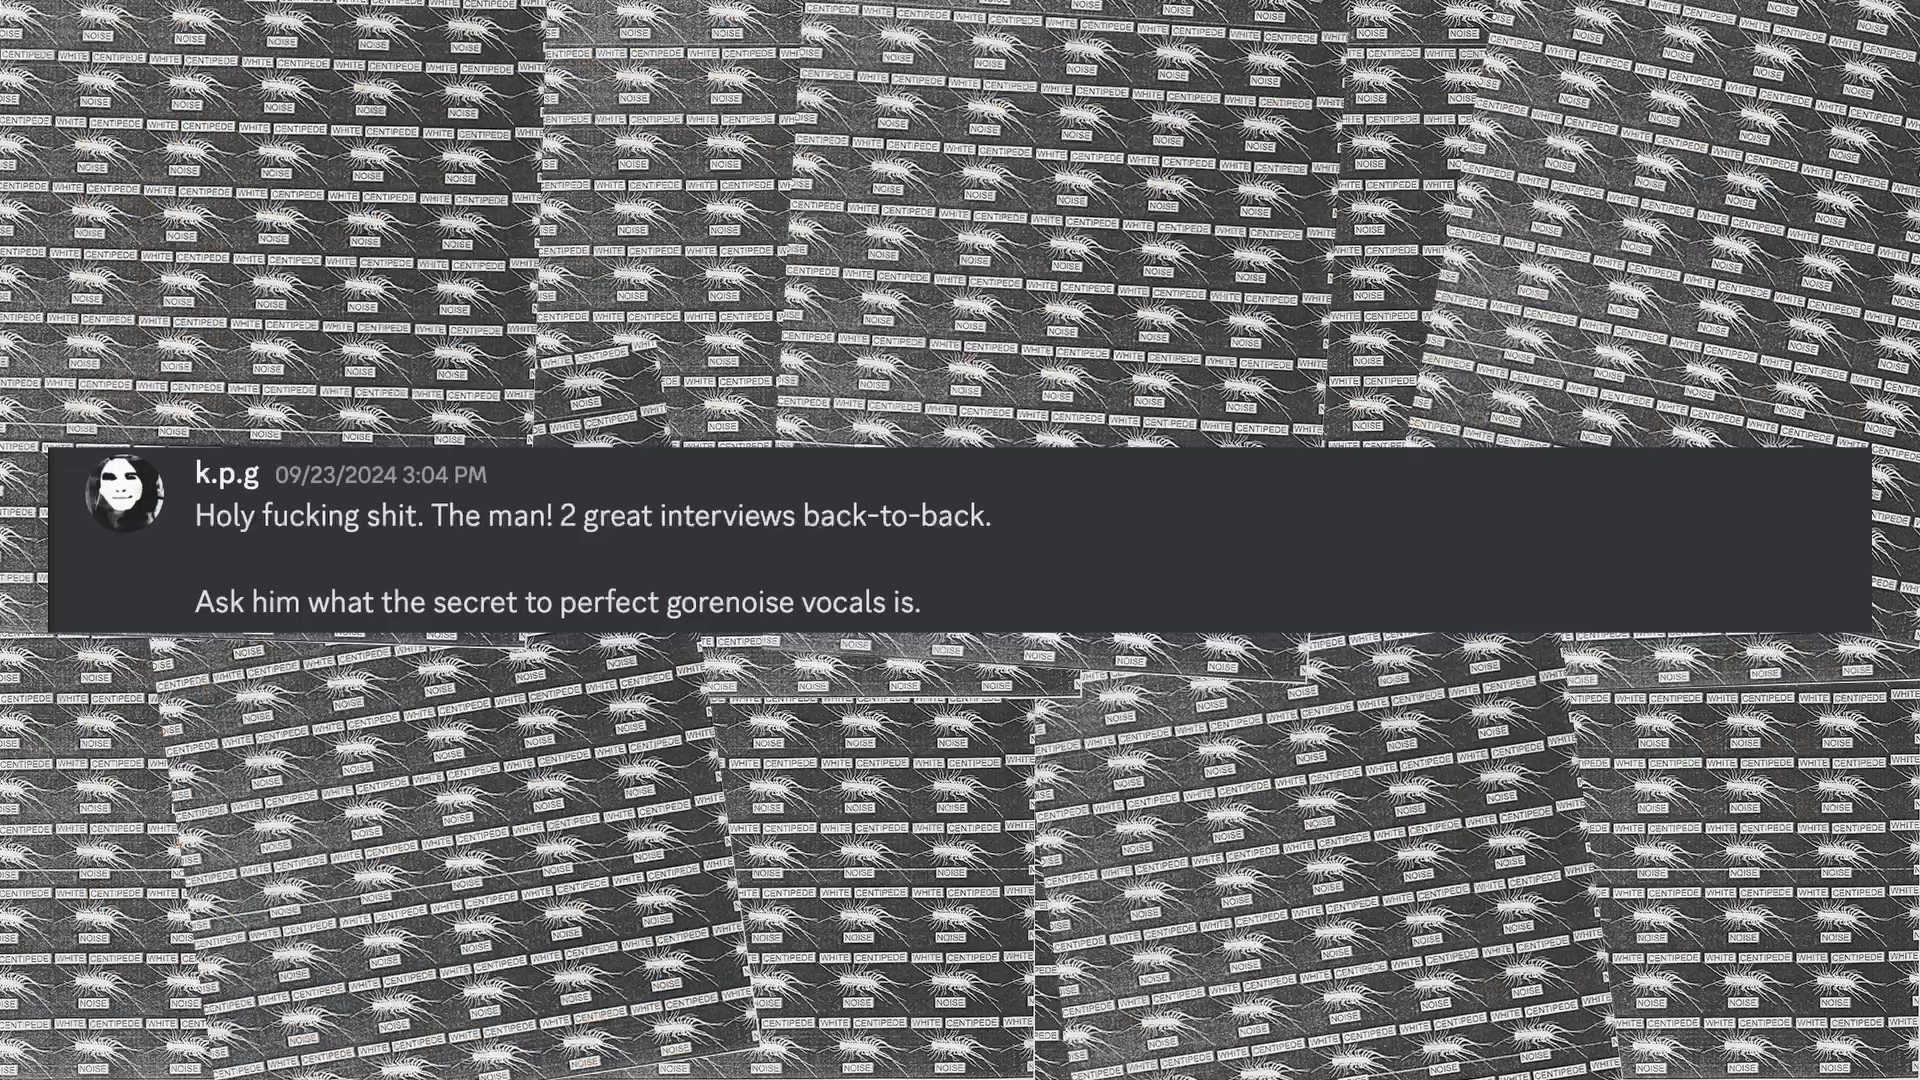 WHITE CENTIPEDE
NOISE
k.p.g 09/23/2024 3:04 PM
Holy fucking shit. The man! 2 great interviews back-to-back.
Ask him what the secret to perfect gorenoise vocals is.